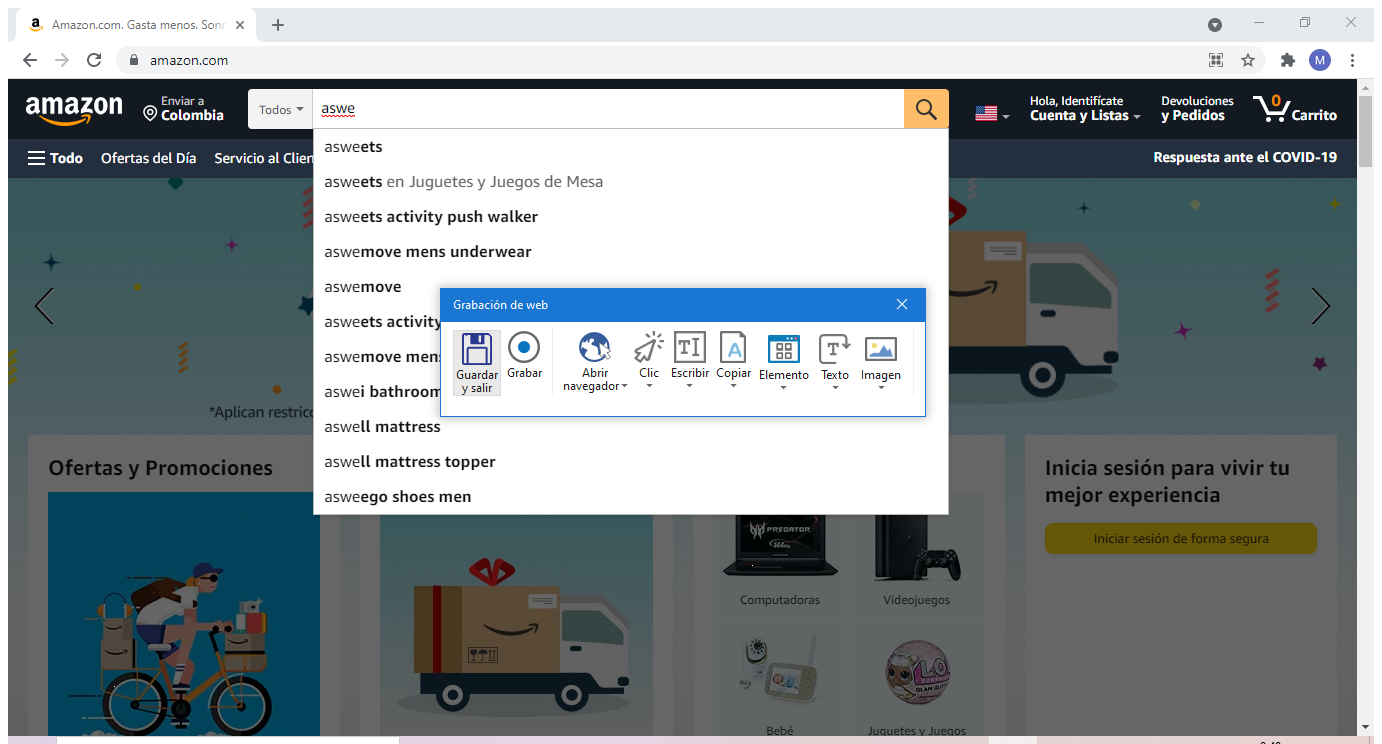 Amazon.com. Gasta menos. Sonr
amazon.com
M
amazon
Enviar a
Colombia
Todos
aswe
Hola, Identifícate
Cuenta y Listas
Devoluciones
y Pedidos
0
Carrito
Todo
Ofertas del Día
Servicio al Clien
Respuesta ante el COVID-19
asweets
asweets en Juguetes y Juegos de Mesa
asweets activity push walker
aswemove mens underwear
aswemove
asweets activity
aswemove mens
aswei bathroom
aswell mattress
aswell mattress topper
asweego shoes men
Grabación de web
Guardar
y salir
Grabar
Abrir
navegador
Clic
Escribir
Copiar
Elemento
Texto
Imagen
*Aplican restricc
Ofertas y Promociones
Inicia sesión para vivir tu
mejor experiencia
Iniciar sesión de forma segura
PREDATOR
Computadoras
Videojuegos
L.O.L
GLAM GLITTER
Bebé
Juguetes y Juegos